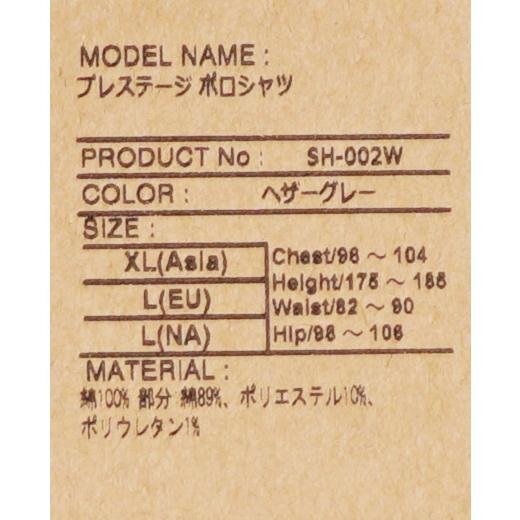 MODEL NAME :
プレステージ ポロシャツ
PRODUCT No : SH-002W
COLOR : ヘザーグレー
SIZE :
XL(Asia)
L(EU)
L(NA)
Chest/96 ～ 104
Height/175 ～ 185
Waist/82 ～ 90
Hip/98 ～ 106
MATERIAL :
綿100% 部分 綿89%、ポリエステル10%、
ポリウレタン1%